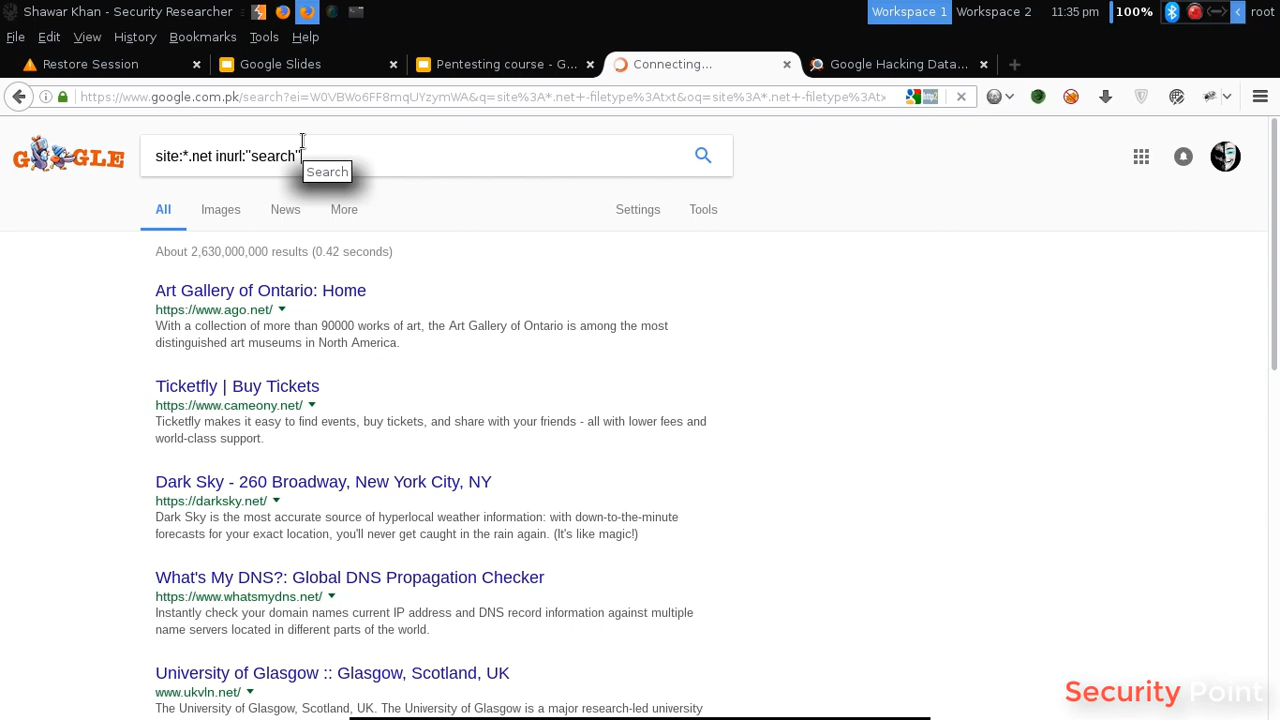 Shawar Khan - Security Researcher
Workspace 1 Workspace 2 11:35 pm 100% root
File Edit View History Bookmarks Tools Help
Restore Session × Google Slides × Pentesting course - G... × Connecting... × Google Hacking Data... ×
https://www.google.com.pk/search?ei=W0VBWo6FF8mqUYzymWA&q=site%3A*.net+-filetype%3Atxt&oq=site%3A*.net+-filetype%3Atx
GOOGLE
site:*.net inurl:"search"
Search
All Images News More Settings Tools
About 2,630,000,000 results (0.42 seconds)
Art Gallery of Ontario: Home
https://www.ago.net/
With a collection of more than 90000 works of art, the Art Gallery of Ontario is among the most
distinguished art museums in North America.
Ticketfly | Buy Tickets
https://www.cameony.net/
Ticketfly makes it easy to find events, buy tickets, and share with your friends - all with lower fees and
world-class support.
Dark Sky - 260 Broadway, New York City, NY
https://darksky.net/
Dark Sky is the most accurate source of hyperlocal weather information: with down-to-the-minute
forecasts for your exact location, you'll never get caught in the rain again. (It's like magic!)
What's My DNS?: Global DNS Propagation Checker
https://www.whatsmydns.net/
Instantly check your domain names current IP address and DNS record information against multiple
name servers located in different parts of the world.
University of Glasgow :: Glasgow, Scotland, UK
www.ukvln.net/
The University of Glasgow, Scotland, UK. The University of Glasgow is a major research-led university
Security Point